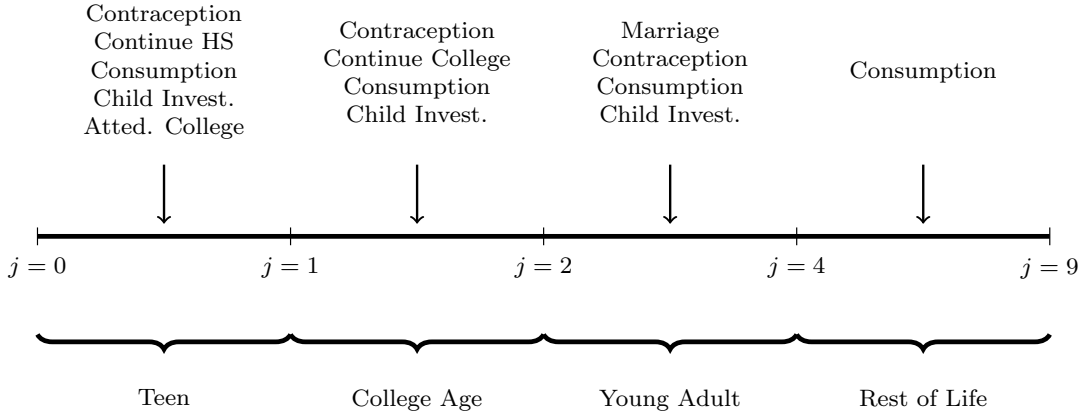 Contraception
Continue HS
Consumption
Child Invest.
Atted. College
Contraception
Continue College
Consumption
Child Invest.
Marriage
Contraception
Consumption
Child Invest.
Consumption
j = 0
j = 1
j = 2
j = 4
j = 9
Teen
College Age
Young Adult
Rest of Life